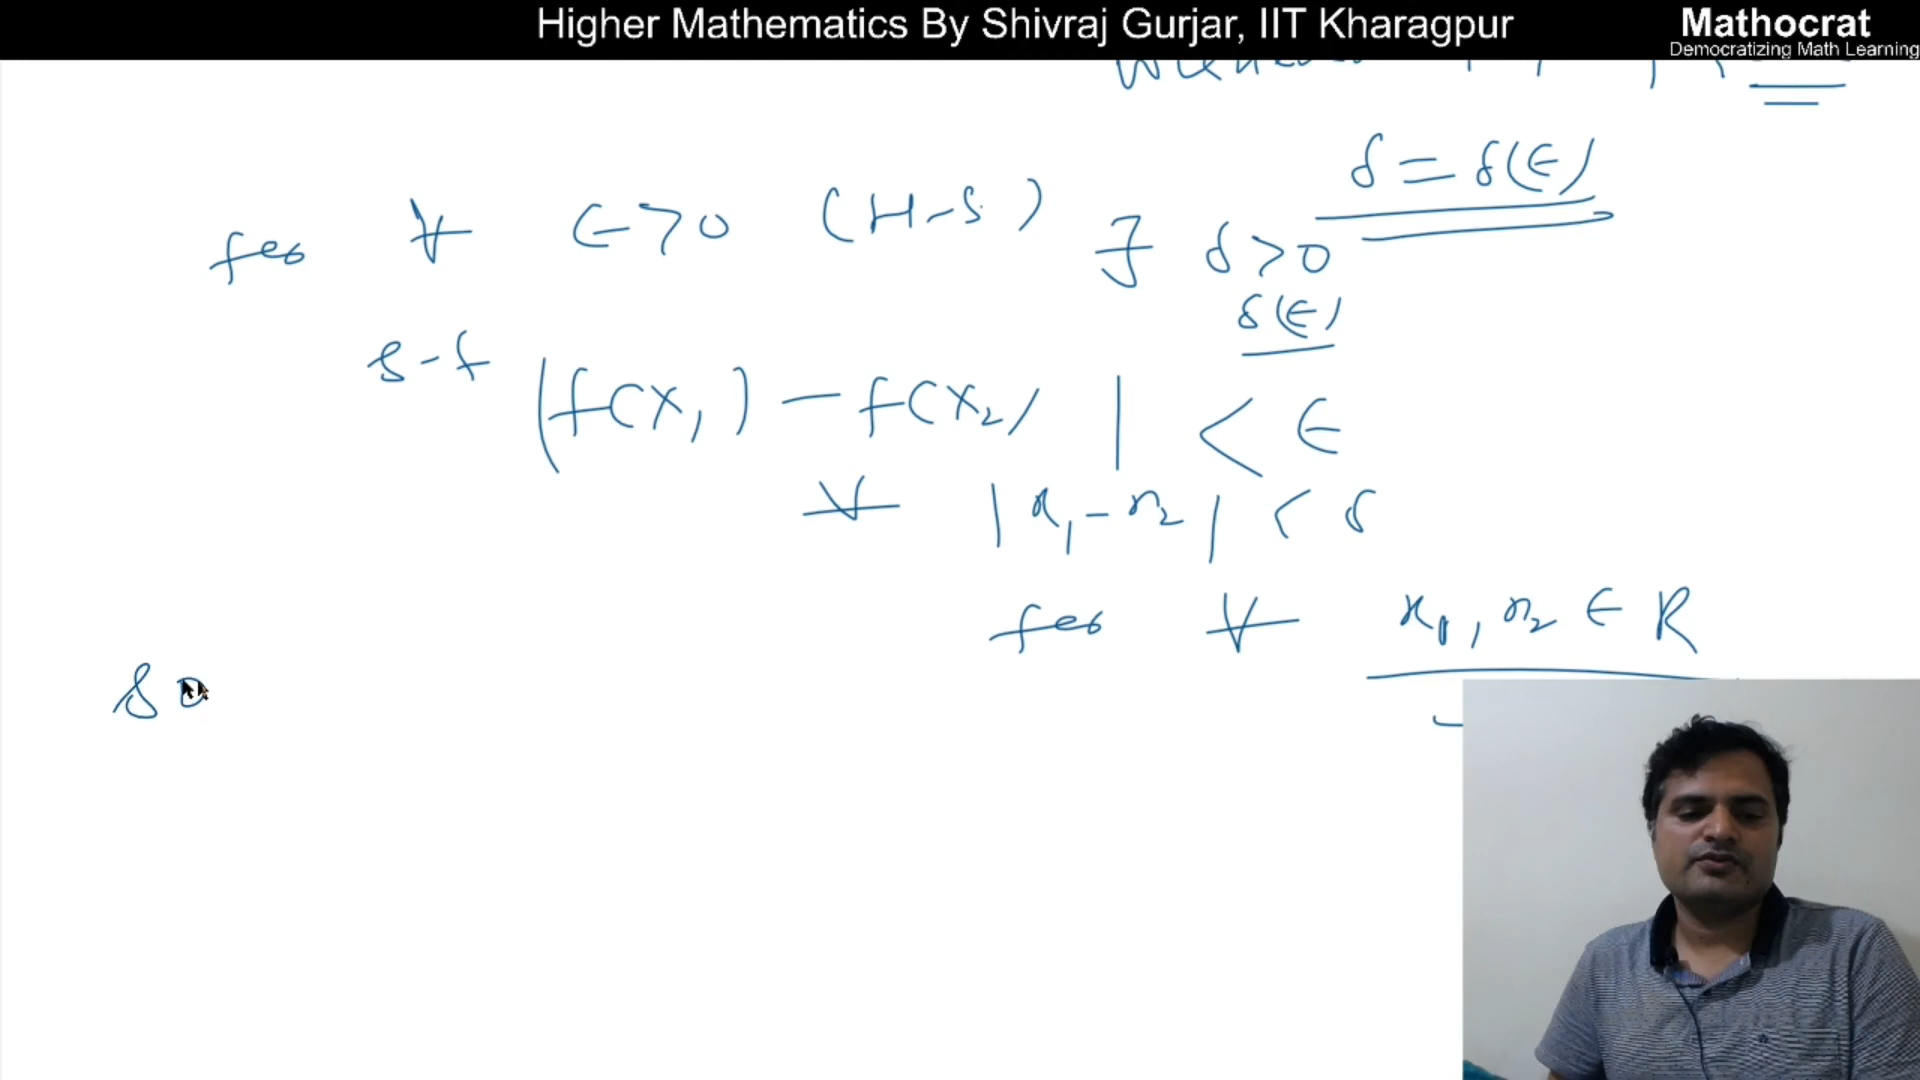 Higher Mathematics By Shivraj Gurjar, IIT Kharagpur
Mathocrat
Democratizing Math Learning
δ = δ(ε)
for ∀ ε>0 (H-S) ∃ δ>0
δ(ε)
s-t |f(x₁) - f(x₂)| < ε
∀ |x₁-x₂| < δ
for ∀ x₁, x₂ ∈ R
so